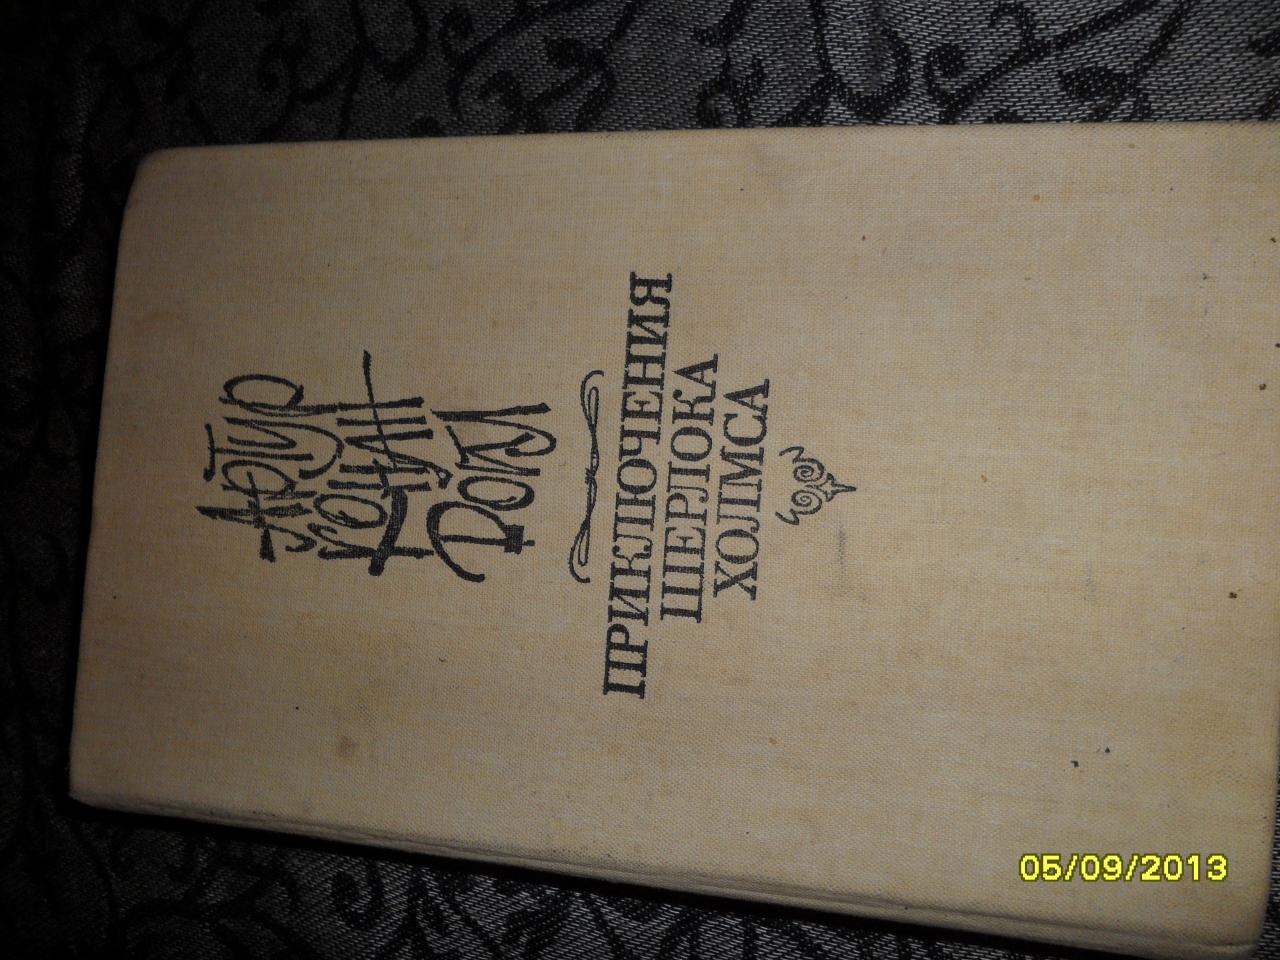 Артур
Конан
Дойл
ПРИКЛЮЧЕНИЯ
ШЕРЛОКА
ХОЛМСА
05/09/2013